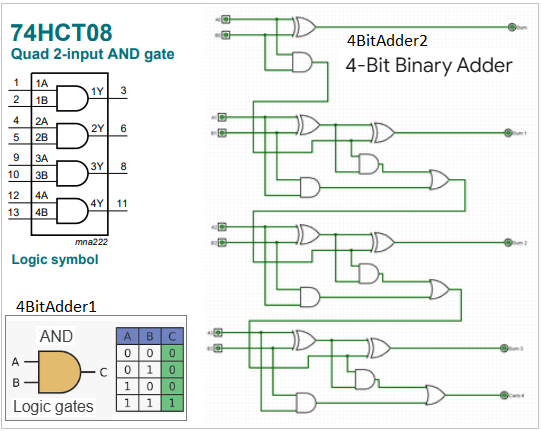 74HCT08
Quad 2-input AND gate
1 1A
2 1B
1Y 3
4 2A
5 2B
2Y 6
9 3A
10 3B
3Y 8
12 4A
13 4B
4Y 11
mna222
Logic symbol
4BitAdder1
AND
A
B
C
Logic gates
A B C
0 0 0
0 1 0
1 0 0
1 1 1
4BitAdder2
4-Bit Binary Adder
A0
B0
Sum
A1
B1
Sum 1
A2
B2
Sum 2
A3
B3
Sum 3
Carry 4